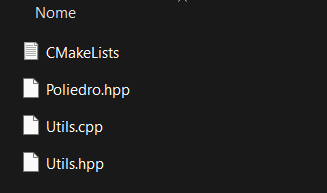 Nome
CMakeLists
Poliedro.hpp
Utils.cpp
Utils.hpp